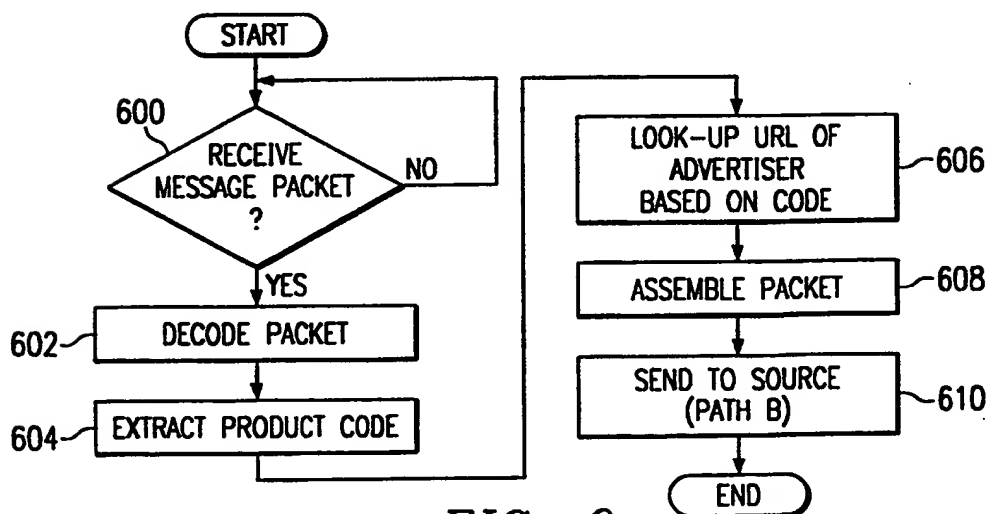 START
600
RECEIVE
MESSAGE PACKET
?
NO
YES
602
DECODE PACKET
604
EXTRACT PRODUCT CODE
LOOK-UP URL OF
ADVERTISER
BASED ON CODE
606
ASSEMBLE PACKET
608
SEND TO SOURCE
(PATH B)
610
END